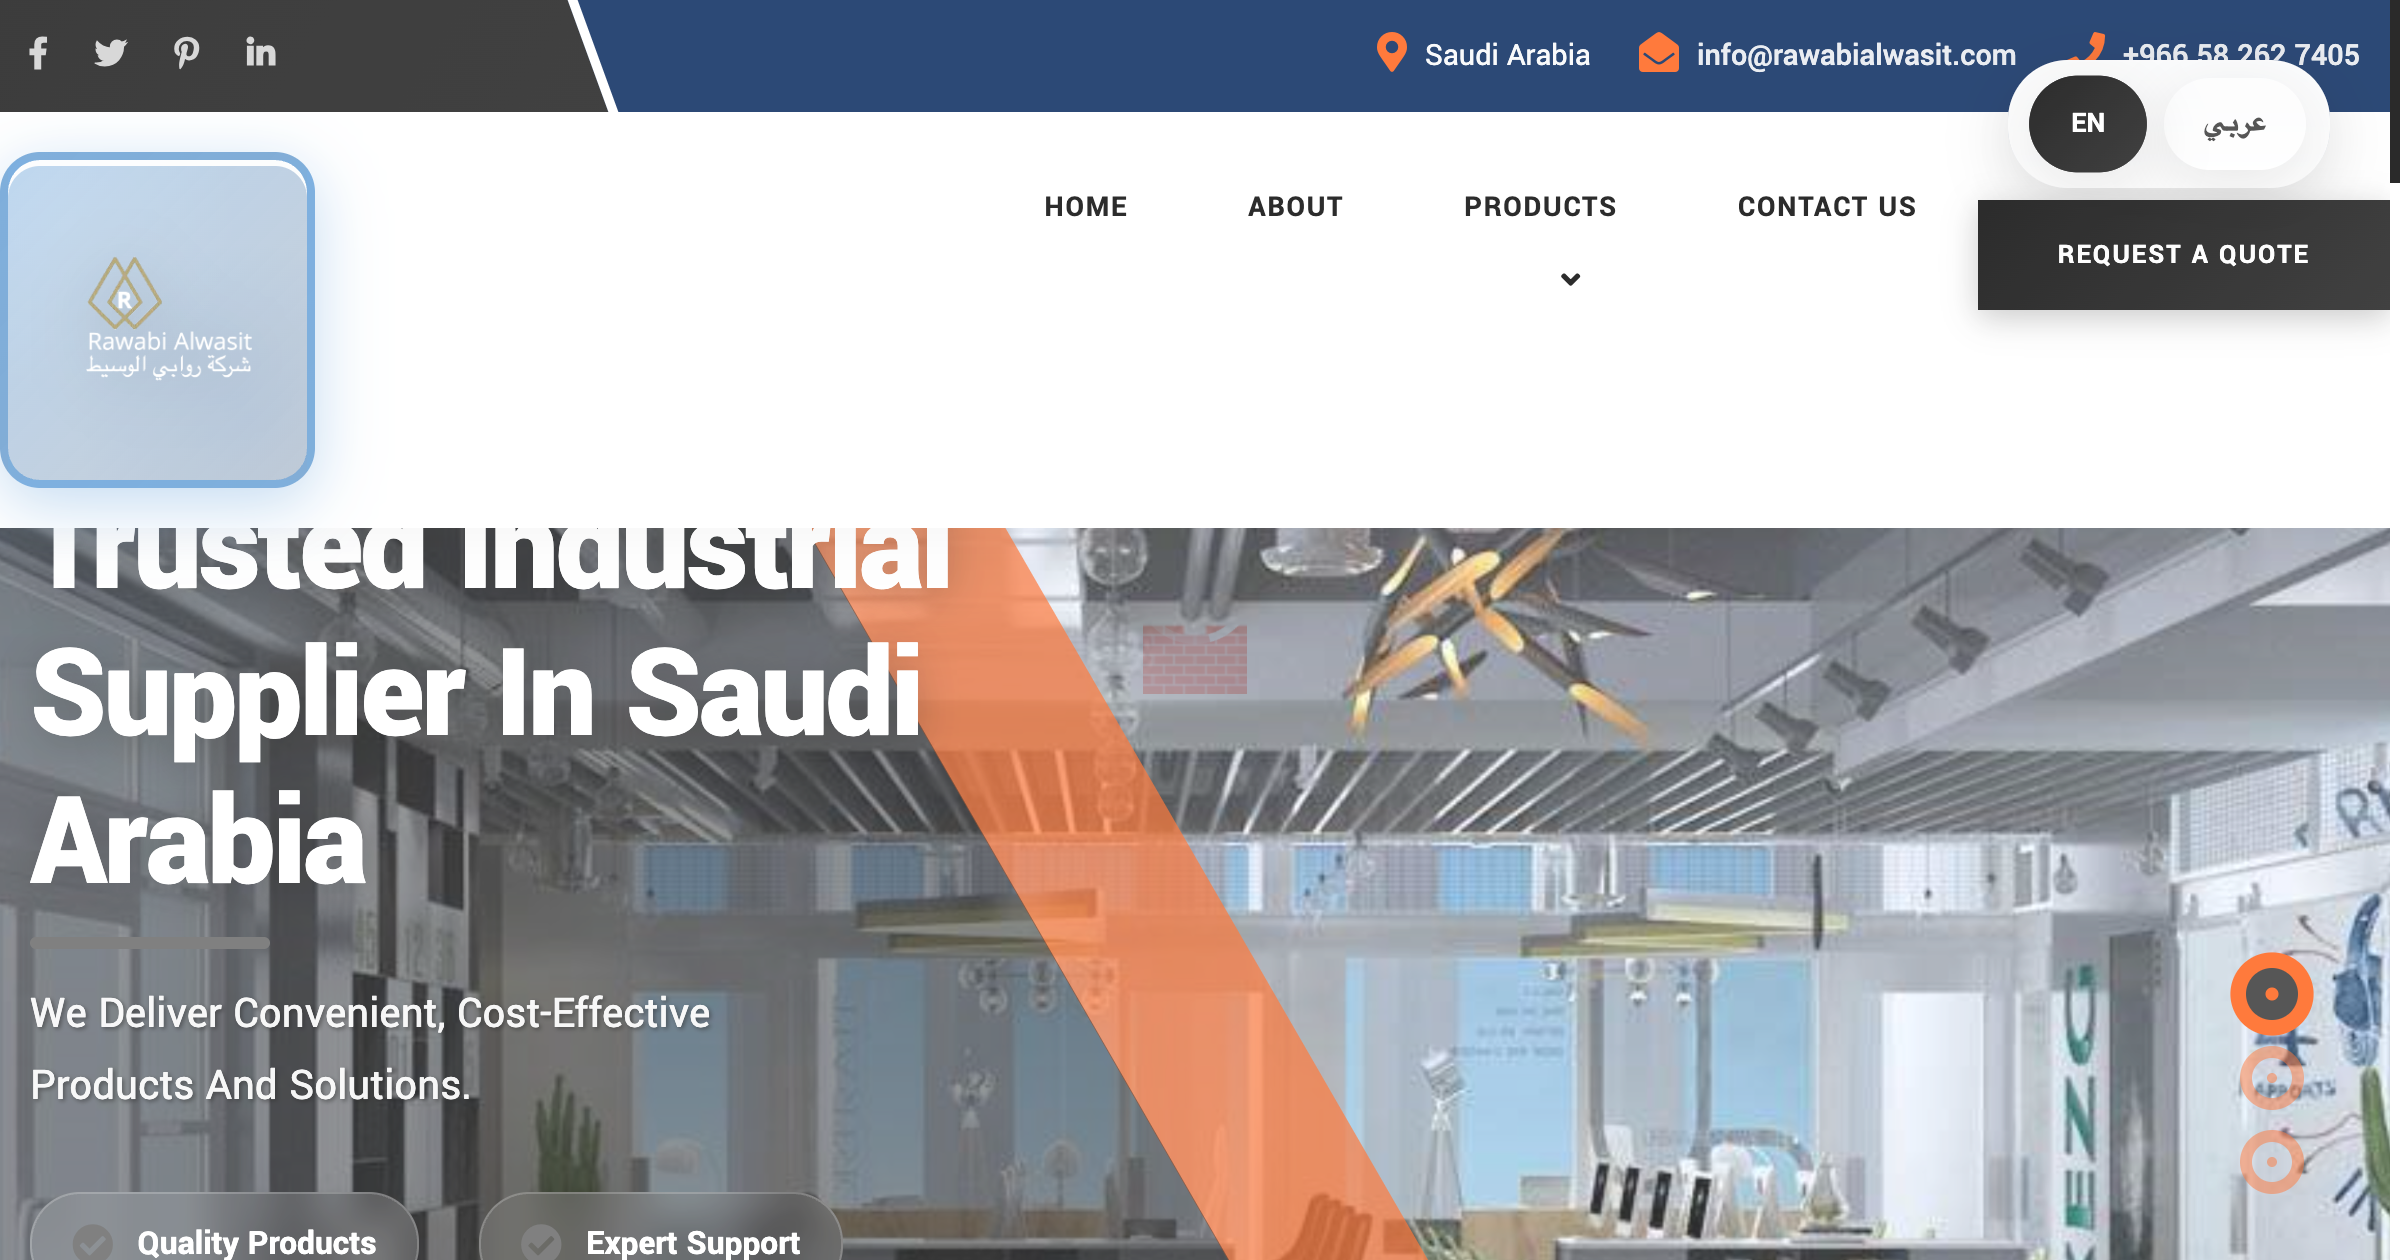 Saudi Arabia
info@rawabialwasit.com
+966 58 262 7405
EN
عربي
HOME
ABOUT
PRODUCTS
CONTACT US
REQUEST A QUOTE
R
Rawabi Alwasit
شركة روابي الوسيط
Trusted Industrial
Supplier In Saudi
Arabia
We Deliver Convenient, Cost-Effective
Products And Solutions.
Quality Products
Expert Support